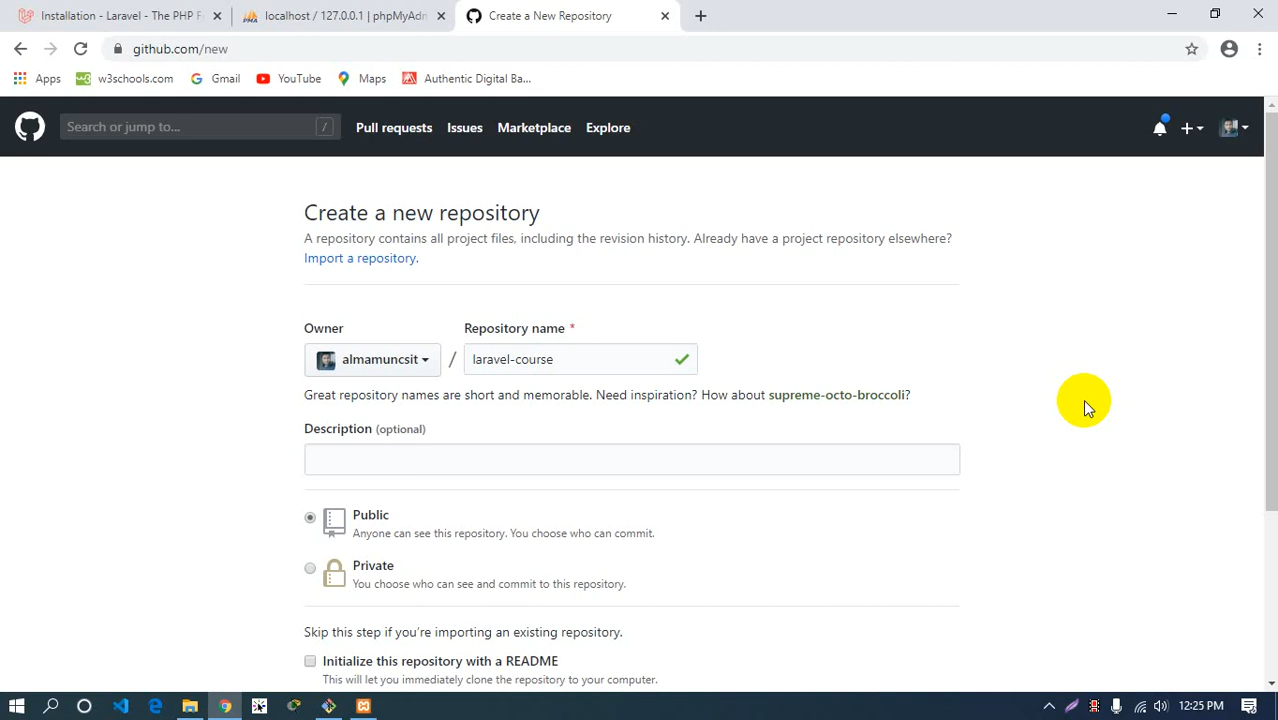 Installation - Laravel - The PHP F
localhost / 127.0.0.1 | phpMyAdm
Create a New Repository
github.com/new
Apps
w3schools.com
Gmail
YouTube
Maps
Authentic Digital Ba...
Search or jump to...
/
Pull requests
Issues
Marketplace
Explore
Create a new repository
A repository contains all project files, including the revision history. Already have a project repository elsewhere?
Import a repository.
Owner
Repository name *
almamuncsit
/
laravel-course
Great repository names are short and memorable. Need inspiration? How about supreme-octo-broccoli?
Description (optional)
Public
Anyone can see this repository. You choose who can commit.
Private
You choose who can see and commit to this repository.
Skip this step if you're importing an existing repository.
Initialize this repository with a README
This will let you immediately clone the repository to your computer.
12:25 PM